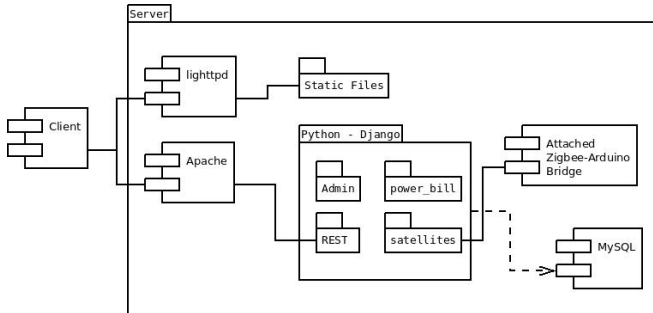 Server
lighttpd
Static Files
Client
Python - Django
Attached
Zigbee-Arduino
Bridge
Apache
Admin
power_bill
REST
satellites
MySQL